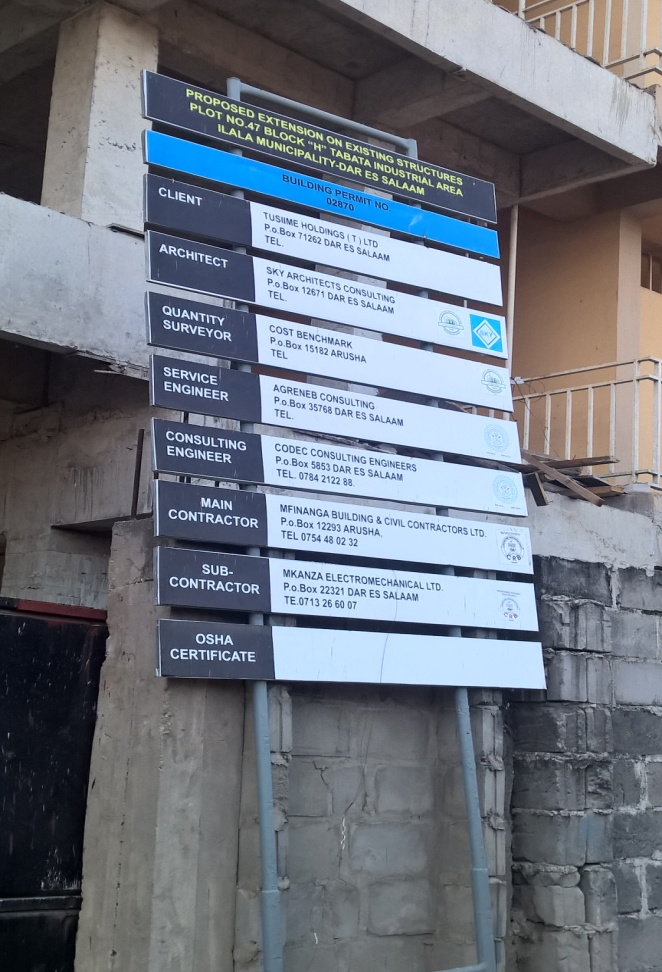 PROPOSED EXTENSION ON EXISTING STRUCTURES
PLOT NO.47 BLOCK "H" TABATA INDUSTRIAL AREA
ILALA MUNICIPALITY-DAR ES SALAAM
BUILDING PERMIT NO.
02870
CLIENT
TUSIIME HOLDINGS ( T ) LTD
P.o.Box 71262 DAR ES SALAAM
TEL.
ARCHITECT
SKY ARCHITECTS CONSULTING
P.o.Box 12671 DAR ES SALAAM
TEL.
QUANTITY
SURVEYOR
COST BENCHMARK
P.o.Box 15182 ARUSHA
TEL
SERVICE
ENGINEER
AGRENEB CONSULTING
P.o.Box 35768 DAR ES SALAAM
TEL.
CONSULTING
ENGINEER
CODEC CONSULTING ENGINEERS
P.o.Box 5853 DAR ES SALAAM
TEL. 0784 2122 88.
MAIN
CONTRACTOR
MFINANGA BUILDING & CIVIL CONTRACTORS LTD.
P.o.Box 12293 ARUSHA,
TEL 0754 48 02 32
SUB-
CONTRACTOR
MKANZA ELECTROMECHANICAL LTD.
P.o.Box 22321 DAR ES SALAAM
TE.0713 26 60 07
OSHA
CERTIFICATE